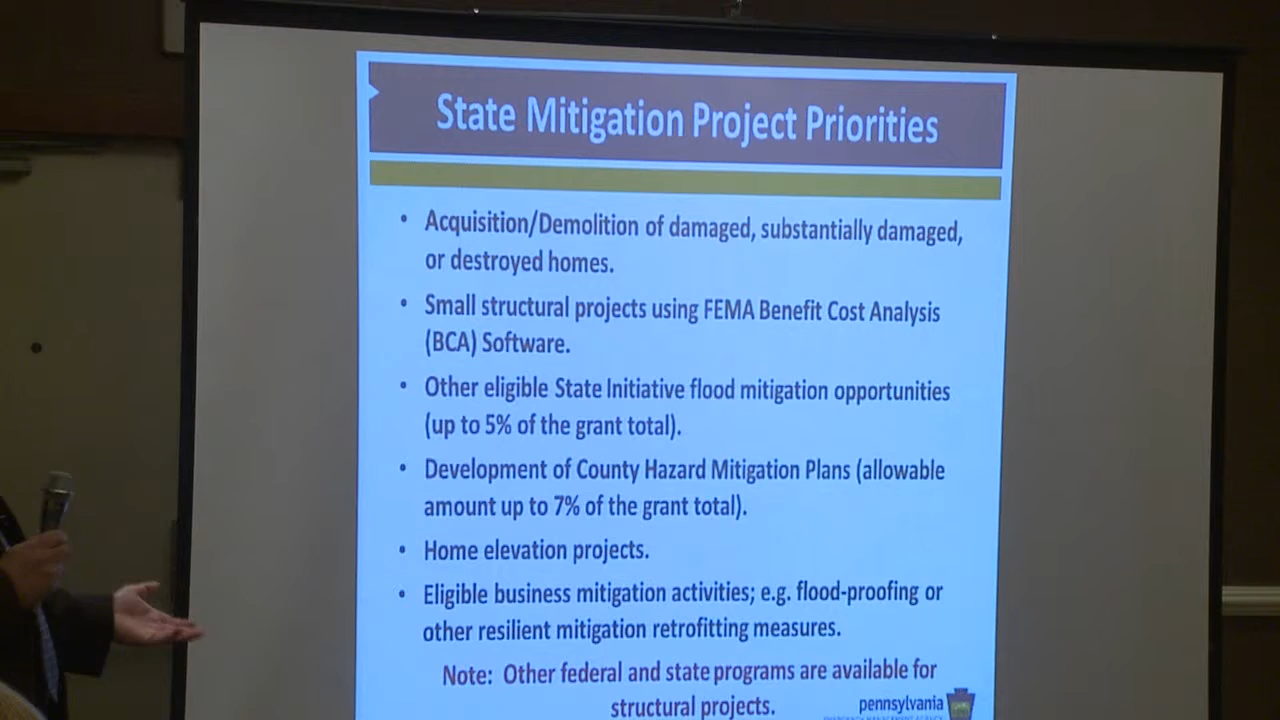 State Mitigation Project Priorities
• Acquisition/Demolition of damaged, substantially damaged,
or destroyed homes.
• Small structural projects using FEMA Benefit Cost Analysis
(BCA) Software.
• Other eligible State Initiative flood mitigation opportunities
(up to 5% of the grant total).
• Development of County Hazard Mitigation Plans (allowable
amount up to 7% of the grant total).
• Home elevation projects.
• Eligible business mitigation activities; e.g. flood-proofing or
other resilient mitigation retrofitting measures.
Note: Other federal and state programs are available for
structural projects.
pennsylvania